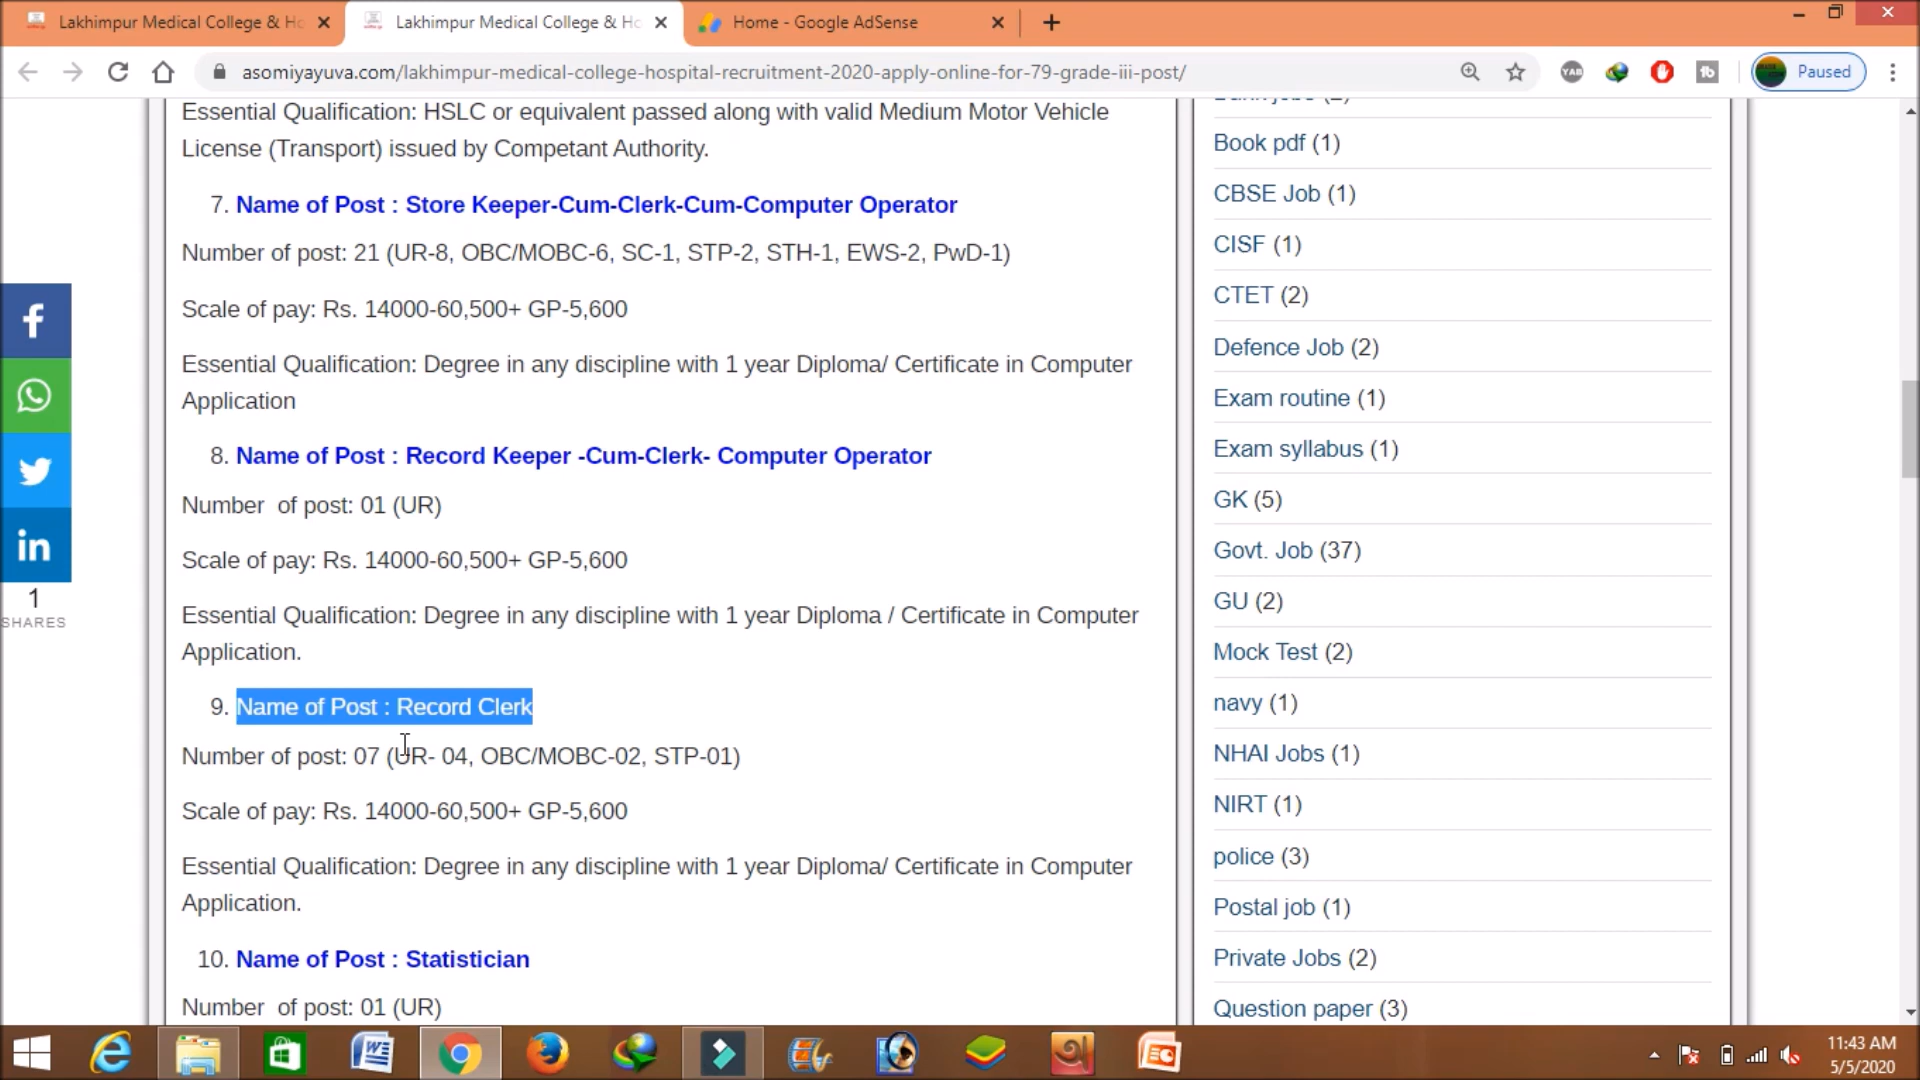 Lakhimpur Medical College & Ho
Lakhimpur Medical College & Ho
Home - Google AdSense
asomiyayuva.com/lakhimpur-medical-college-hospital-recruitment-2020-apply-online-for-79-grade-iii-post/
YAB
Paused
Essential Qualification: HSLC or equivalent passed along with valid Medium Motor Vehicle
License (Transport) issued by Competant Authority.
7. Name of Post : Store Keeper-Cum-Clerk-Cum-Computer Operator
Number of post: 21 (UR-8, OBC/MOBC-6, SC-1, STP-2, STH-1, EWS-2, PwD-1)
Scale of pay: Rs. 14000-60,500+ GP-5,600
Essential Qualification: Degree in any discipline with 1 year Diploma/ Certificate in Computer
Application
8. Name of Post : Record Keeper -Cum-Clerk- Computer Operator
Number  of post: 01 (UR)
Scale of pay: Rs. 14000-60,500+ GP-5,600
Essential Qualification: Degree in any discipline with 1 year Diploma / Certificate in Computer
Application.
9. Name of Post : Record Clerk
Number of post: 07 (UR- 04, OBC/MOBC-02, STP-01)
Scale of pay: Rs. 14000-60,500+ GP-5,600
Essential Qualification: Degree in any discipline with 1 year Diploma/ Certificate in Computer
Application.
10. Name of Post : Statistician
Number  of post: 01 (UR)
1
SHARES
Book pdf (1)
CBSE Job (1)
CISF (1)
CTET (2)
Defence Job (2)
Exam routine (1)
Exam syllabus (1)
GK (5)
Govt. Job (37)
GU (2)
Mock Test (2)
navy (1)
NHAI Jobs (1)
NIRT (1)
police (3)
Postal job (1)
Private Jobs (2)
Question paper (3)
11:43 AM
5/5/2020